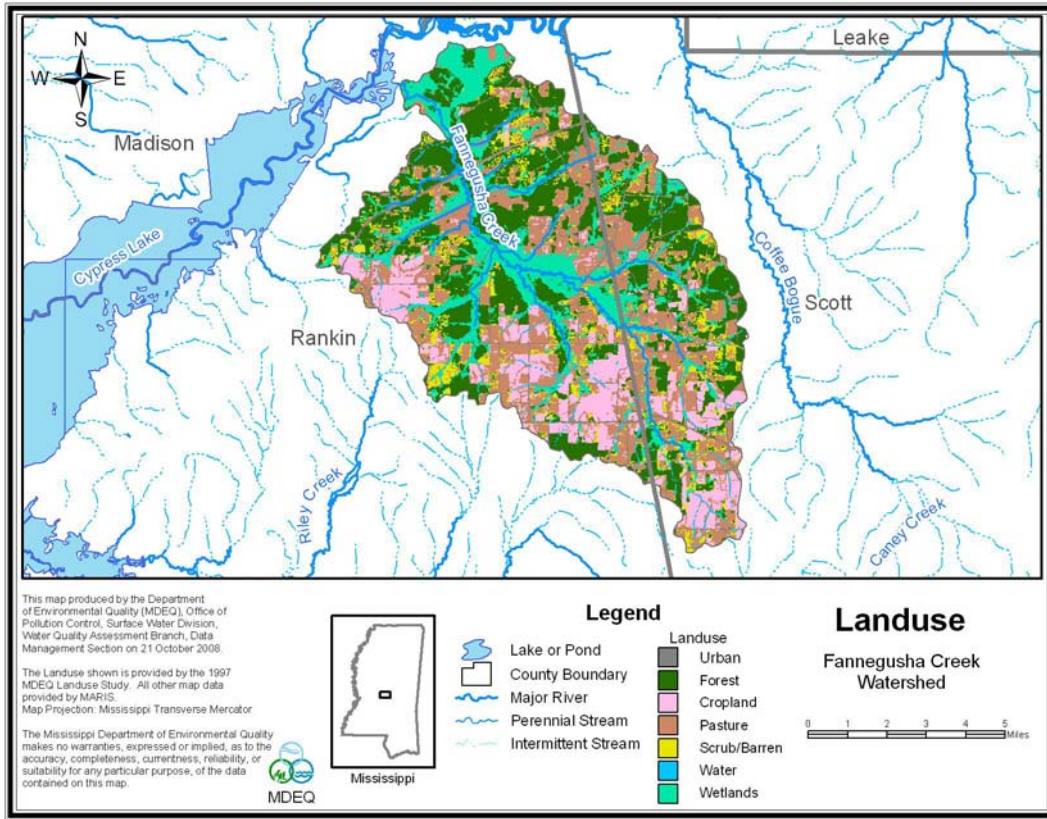 N
W E
S
Leake
Madison
Fannegusha Creek
Cypress Lake
Coffee Bogue
Scott
Rankin
Riley Creek
Caney Creek
This map produced by the Department
of Environmental Quality (MDEQ), Office of
Pollution Control, Surface Water Division,
Water Quality Assessment Branch, Data
Management Section on 21 October 2008.
The Landuse shown is provided by the 1997
MDEQ Landuse Study. All other map data
provided by MARIS.
Map Projection: Mississippi Transverse Mercator
The Mississippi Department of Environmental Quality
makes no warranties, expressed or implied, as to the
accuracy, completeness, currentness, reliability, or
suitability for any particular purpose, of the data
contained on this map.
MDEQ
Mississippi
Legend
Lake or Pond
County Boundary
Major River
Perennial Stream
Intermittent Stream
Landuse
Urban
Forest
Cropland
Pasture
Scrub/Barren
Water
Wetlands
Landuse
Fannegusha Creek
Watershed
0 1 2 3 4 5
Miles